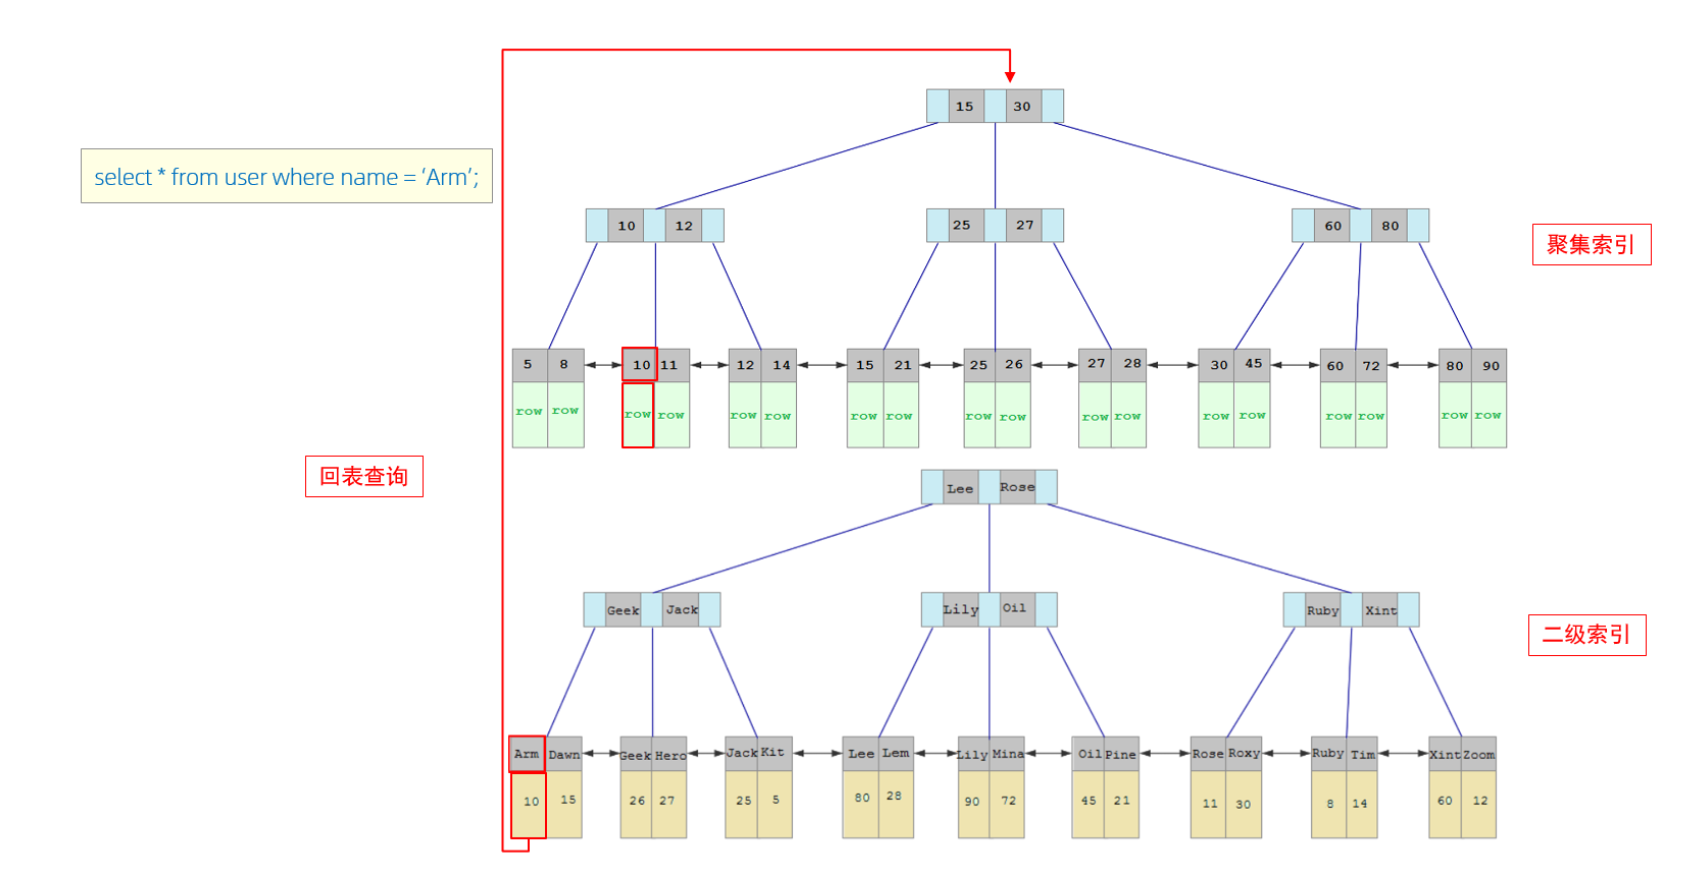 15 30
select * from user where name = ‘Arm’;
10 12 25 27 60 80
聚集索引
5 8 10 11 12 14 15 21 25 26 27 28 30 45 60 72 80 90
row row row row row row row row row row row row row row row row row row
回表查询
Lee Rose
Geek Jack Lily Oil Ruby Xint
二级索引
Arm Dawn Geek Hero Jack Kit Lee Lem Lily Mina Oil Pine Rose Roxy Ruby Tim Xint Zoom
10 15 26 27 25 5 80 28 90 72 45 21 11 30 8 14 60 12